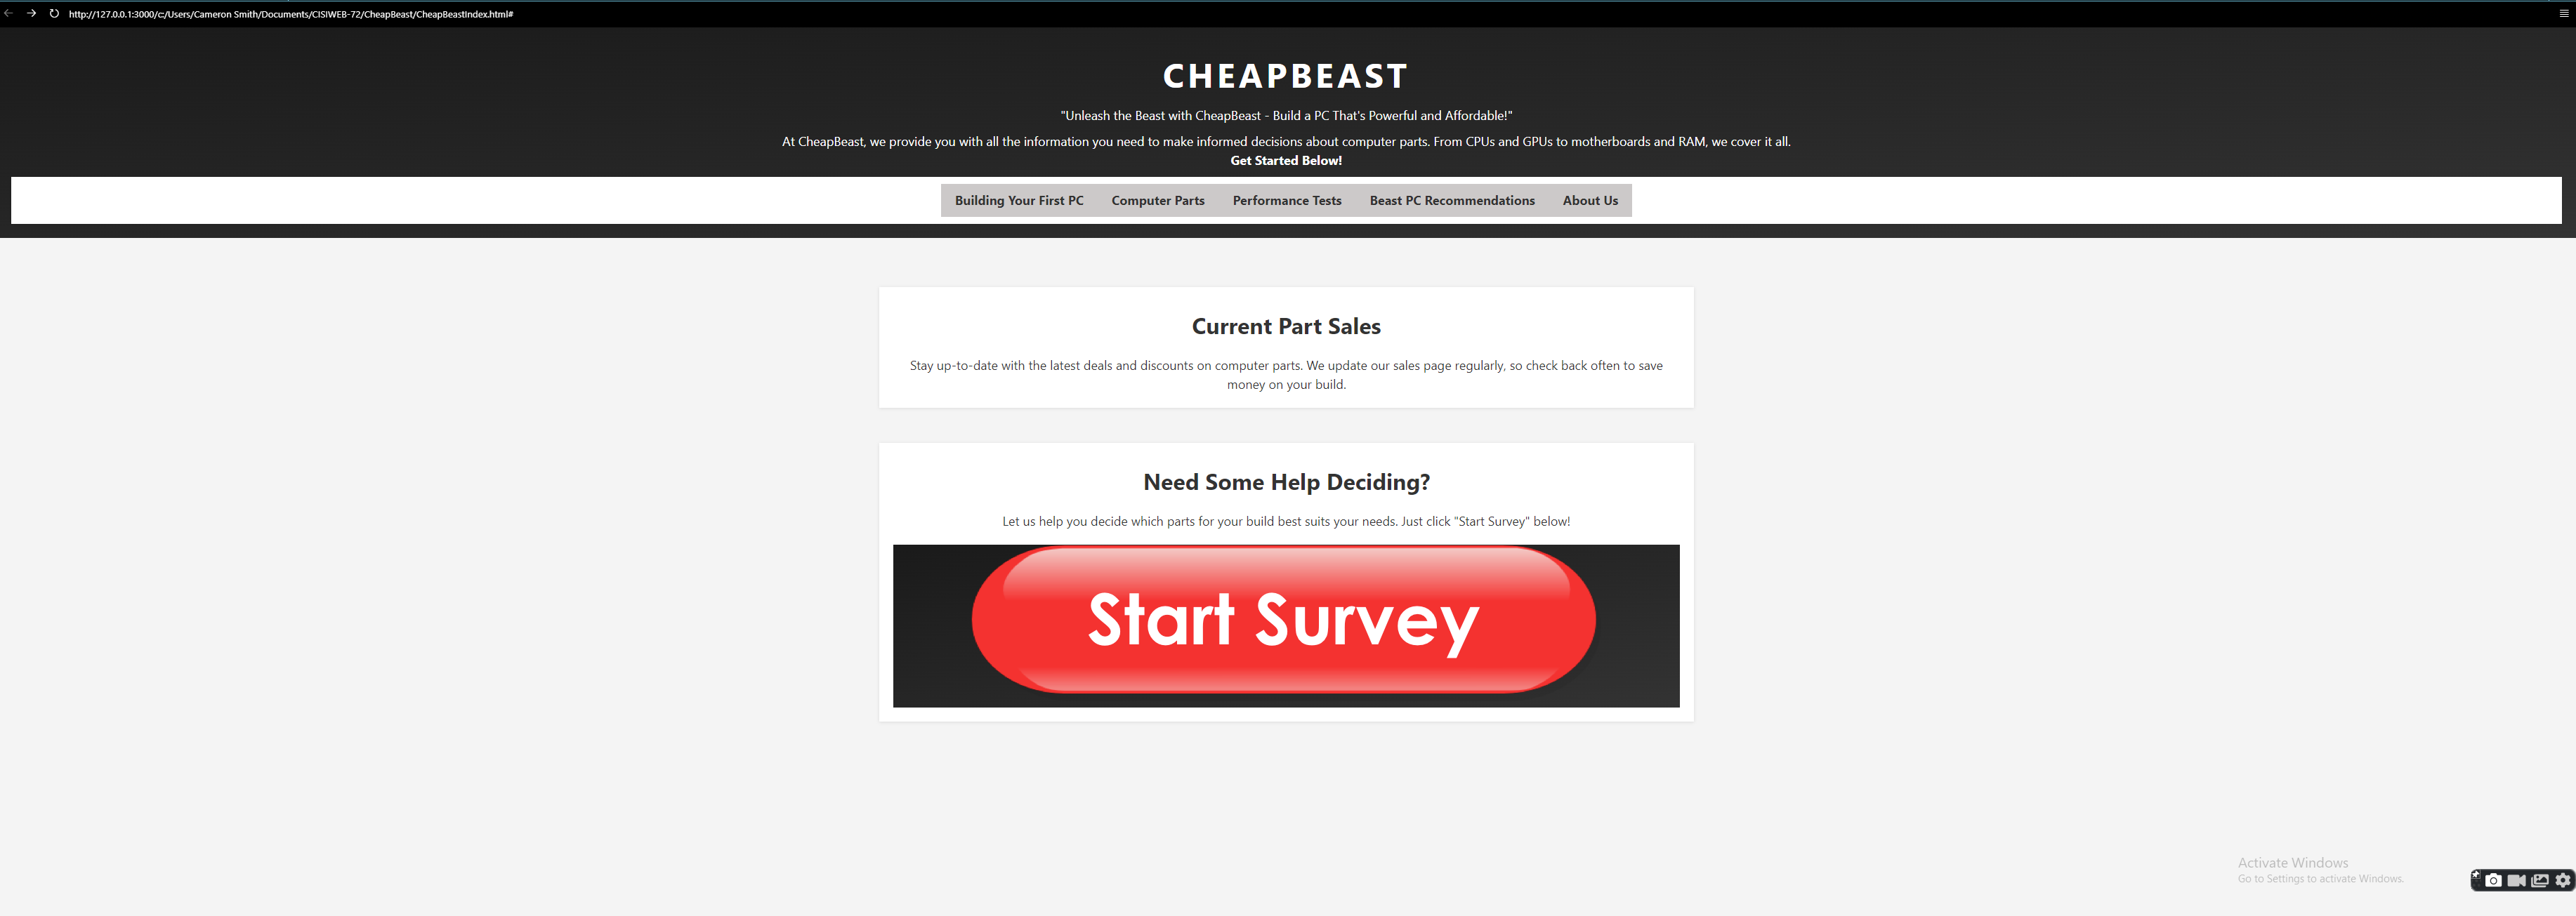 http://127.0.0.1:3000/c:/Users/Cameron Smith/Documents/CISIWEB-72/CheapBeast/CheapBeastIndex.html#
CHEAPBEAST
"Unleash the Beast with CheapBeast - Build a PC That's Powerful and Affordable!"
At CheapBeast, we provide you with all the information you need to make informed decisions about computer parts. From CPUs and GPUs to motherboards and RAM, we cover it all.
Get Started Below!
Building Your First PC Computer Parts Performance Tests Beast PC Recommendations About Us
Current Part Sales
Stay up-to-date with the latest deals and discounts on computer parts. We update our sales page regularly, so check back often to save
money on your build.
Need Some Help Deciding?
Let us help you decide which parts for your build best suits your needs. Just click "Start Survey" below!
Start Survey
Activate Windows
Go to Settings to activate Windows.